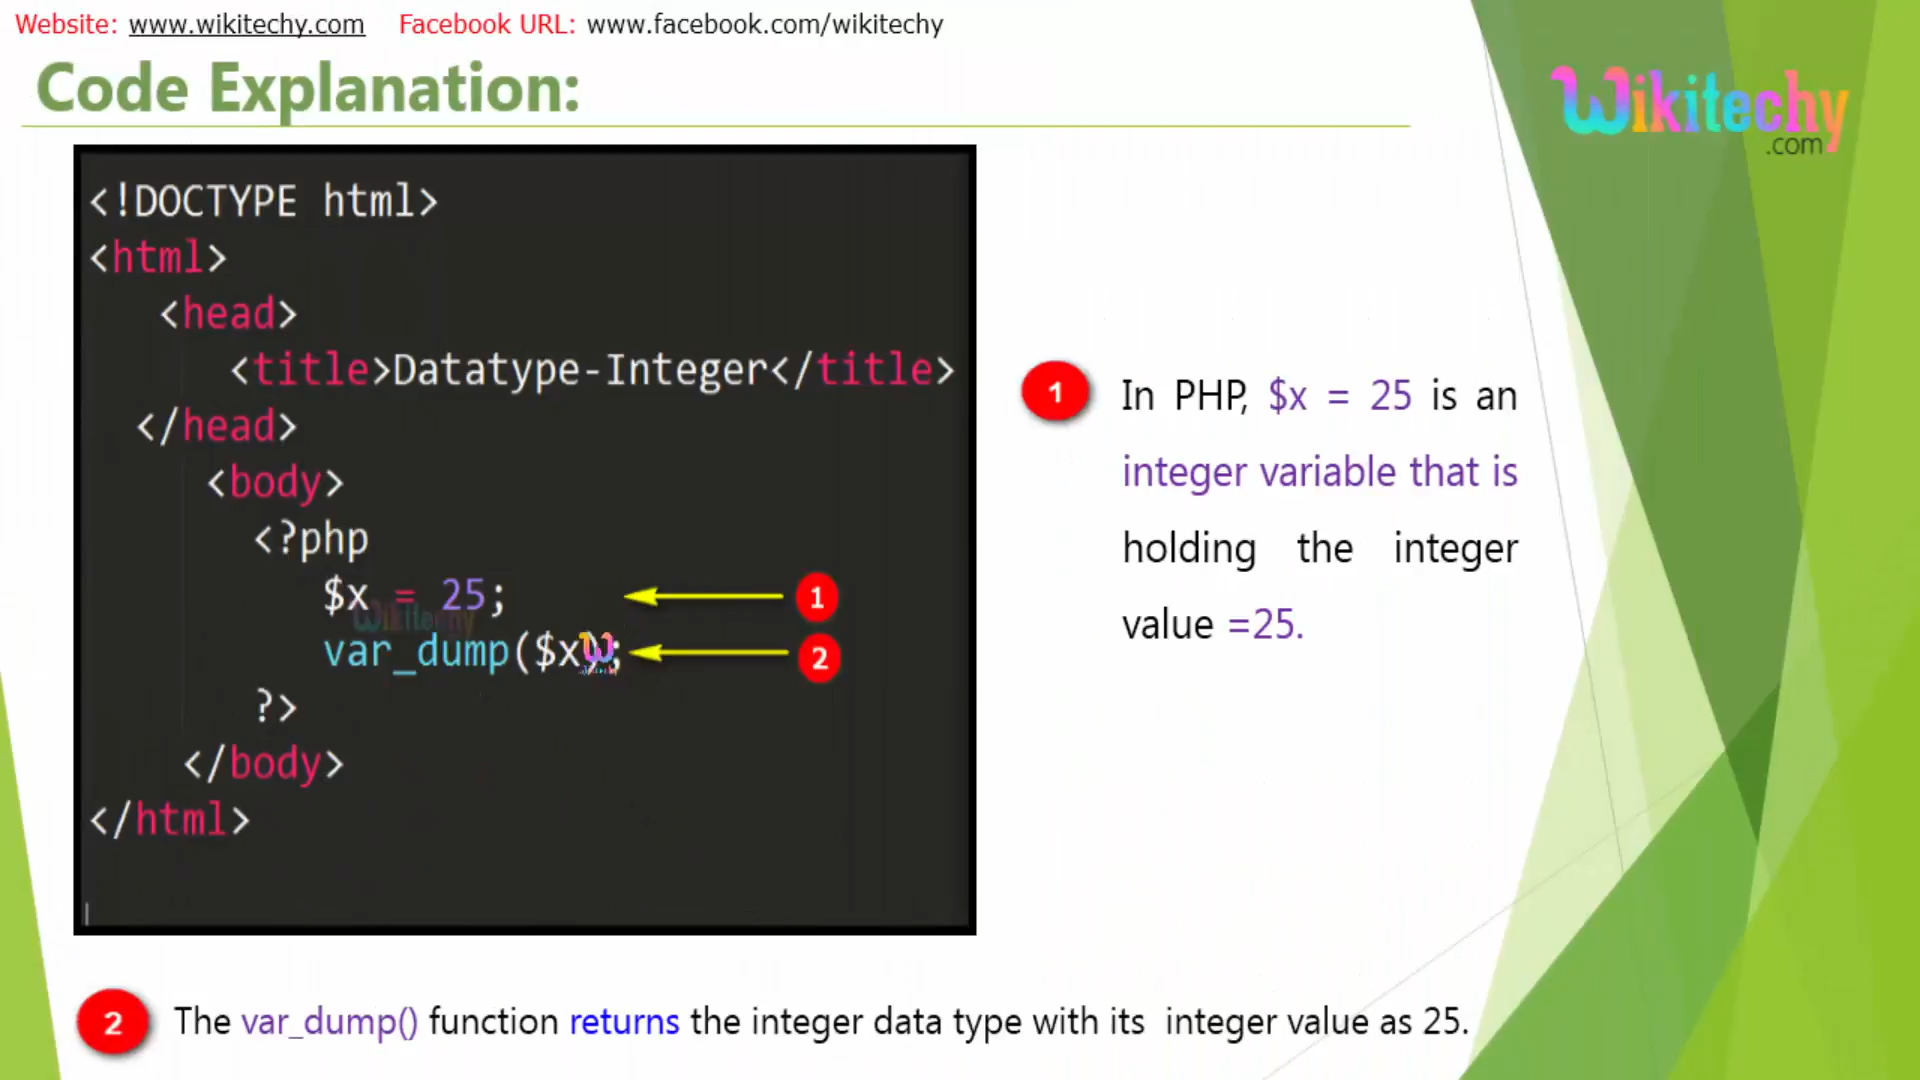 Website: www.wikitechy.com Facebook URL: www.facebook.com/wikitechy
Code Explanation:
Wikitechy
.com
<!DOCTYPE html>
<html>
<head>
<title>Datatype-Integer</title>
</head>
<body>
<?php
$x = 25; 1
var_dump($x); 2
?>
</body>
</html>
1 In PHP, $x = 25 is an
integer variable that is
holding the integer
value =25.
2 The var_dump() function returns the integer data type with its integer value as 25.
Wikitechy